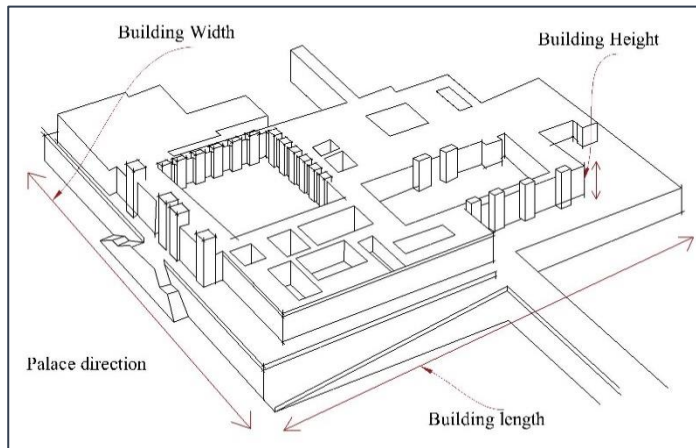 Building Width
Building Height
Palace direction
Building length